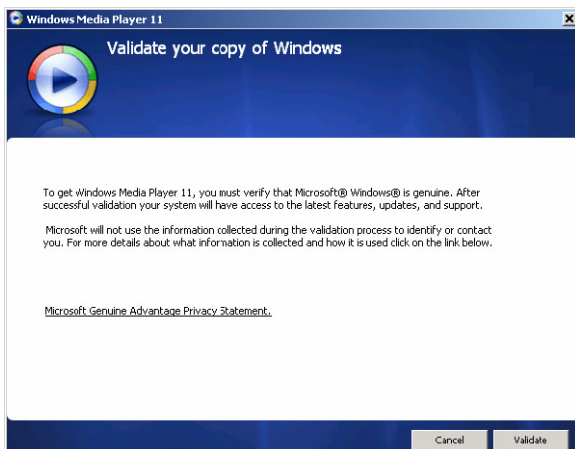 Windows Media Player 11
Validate your copy of Windows
To get Windows Media Player 11, you must verify that Microsoft® Windows® is genuine. After
successful validation your system will have access to the latest features, updates, and support.
Microsoft will not use the information collected during the validation process to identify or contact
you. For more details about what information is collected and how it is used click on the link below.
Microsoft Genuine Advantage Privacy Statement.
Cancel Validate